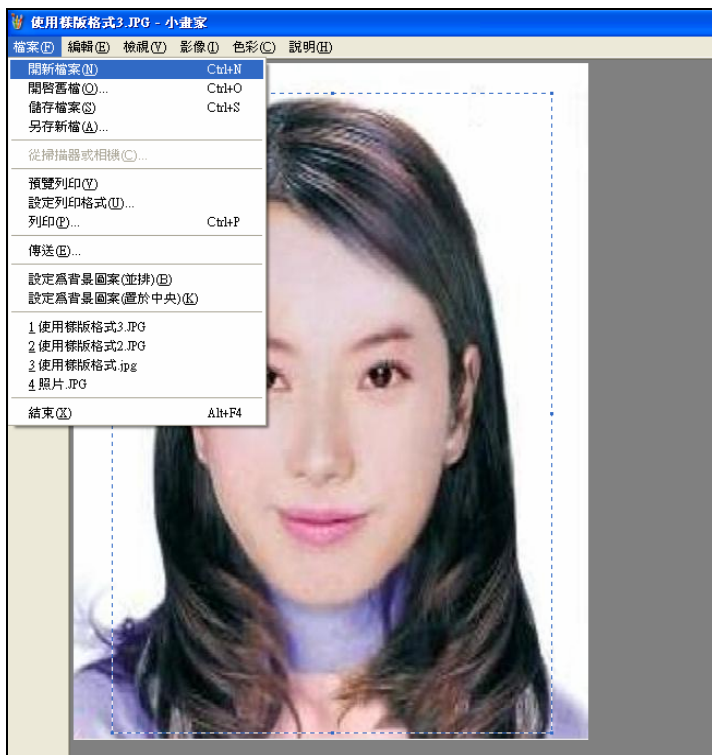 使用樣版格式3.JPG - 小畫家
檔案(F) 編輯(E) 檢視(V) 影像(I) 色彩(C) 說明(H)
開新檔案(N) Ctrl+N
開啟舊檔(O)... Ctrl+O
儲存檔案(S) Ctrl+S
另存新檔(A)...
從掃描器或相機(C)...
預覽列印(V)
設定列印格式(U)...
列印(P)... Ctrl+P
傳送(E)...
設定為背景圖案(並排)(B)
設定為背景圖案(置於中央)(K)
1 使用樣版格式3.JPG
2 使用樣版格式2.JPG
3 使用樣版格式.jpg
4 照片.JPG
結束(X) Alt+F4